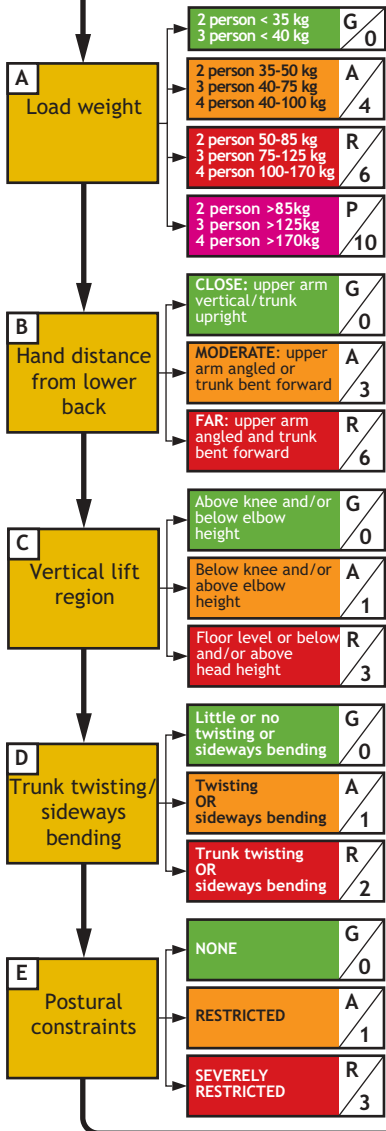 A
Load weight
2 person < 35 kg
3 person < 40 kg
G
0
2 person 35-50 kg
3 person 40-75 kg
4 person 40-100 kg
A
4
2 person 50-85 kg
3 person 75-125 kg
4 person 100-170 kg
R
6
2 person >85kg
3 person >125kg
4 person >170kg
P
10
B
Hand distance
from lower
back
CLOSE: upper arm
vertical/trunk
upright
G
0
MODERATE: upper
arm angled or
trunk bent forward
A
3
FAR: upper arm
angled and trunk
bent forward
R
6
C
Vertical lift
region
Above knee and/or
below elbow
height
G
0
Below knee and/or
above elbow
height
A
1
Floor level or below
and/or above
head height
R
3
D
Trunk twisting/
sideways
bending
Little or no
twisting or
sideways bending
G
0
Twisting
OR
sideways bending
A
1
Trunk twisting
OR
sideways bending
R
2
E
Postural
constraints
NONE
G
0
RESTRICTED
A
1
SEVERELY
RESTRICTED
R
3